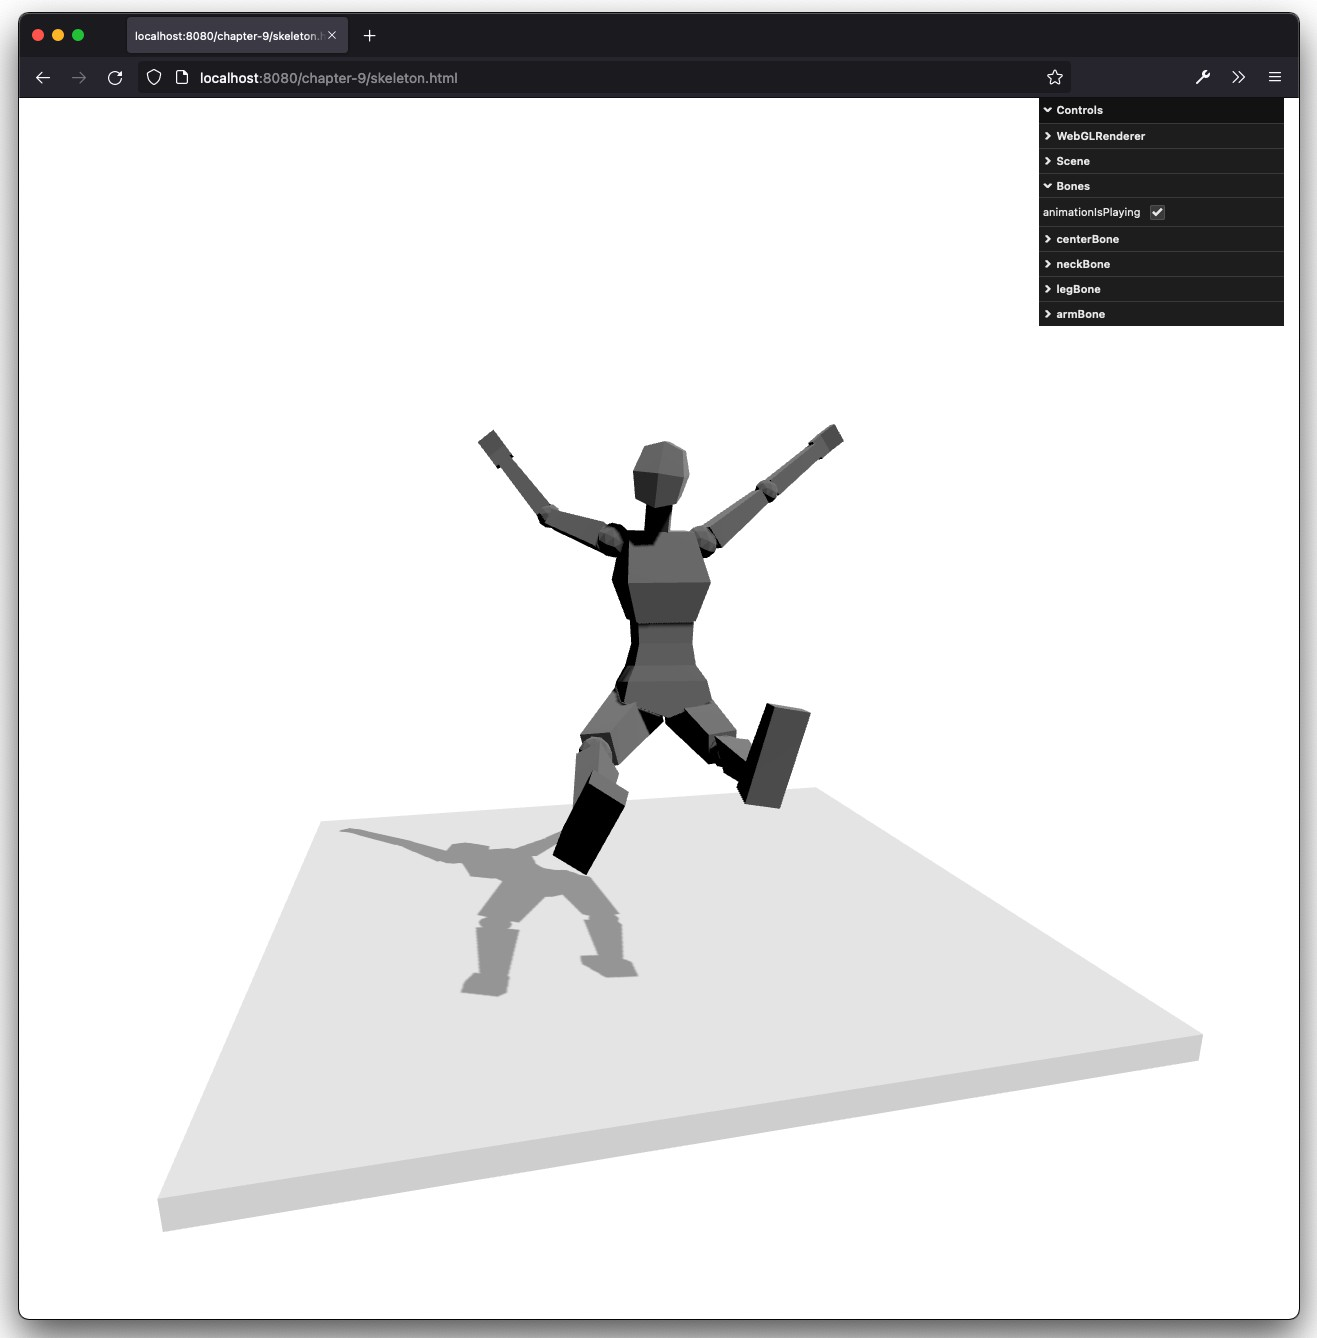 localhost:8080/chapter-9/skeleton.h
localhost:8080/chapter-9/skeleton.html
Controls
WebGLRenderer
Scene
Bones
animationIsPlaying
centerBone
neckBone
legBone
armBone